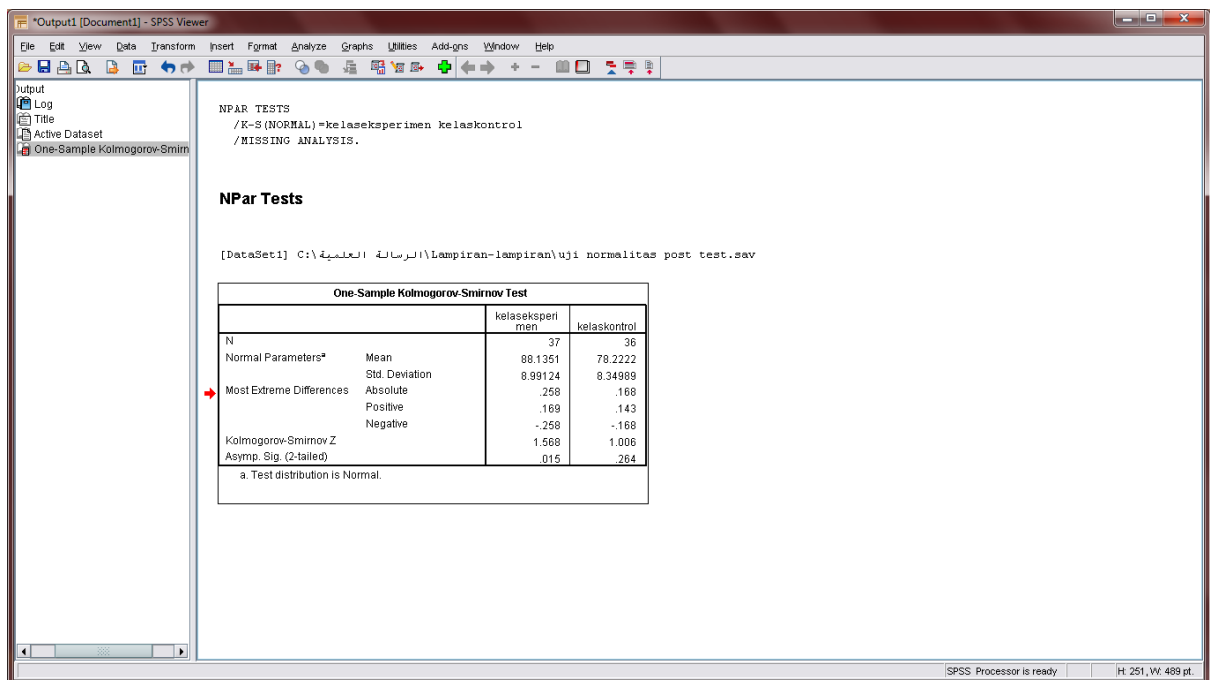 *Output1 [Document1] - SPSS Viewer
File Edit View Data Transform Insert Format Analyze Graphs Utilities Add-ons Window Help
Output
Log
Title
Active Dataset
One-Sample Kolmogorov-Smirn
NPAR TESTS
/K-S(NORMAL)=kelaseksperimen kelaskontrol
/MISSING ANALYSIS.
NPar Tests
[DataSet1] C:\الرسالة العلمية\Lampiran-lampiran\uji normalitas post test.sav
One-Sample Kolmogorov-Smirnov Test
kelaseksperi
men kelaskontrol
N 37 36
Normal Parametersᵃ Mean 88.1351 78.2222
Std. Deviation 8.99124 8.34989
Most Extreme Differences Absolute .258 .168
Positive .169 .143
Negative -.258 -.168
Kolmogorov-Smirnov Z 1.568 1.006
Asymp. Sig. (2-tailed) .015 .264
a. Test distribution is Normal.
SPSS Processor is ready H: 251, W: 489 pt.